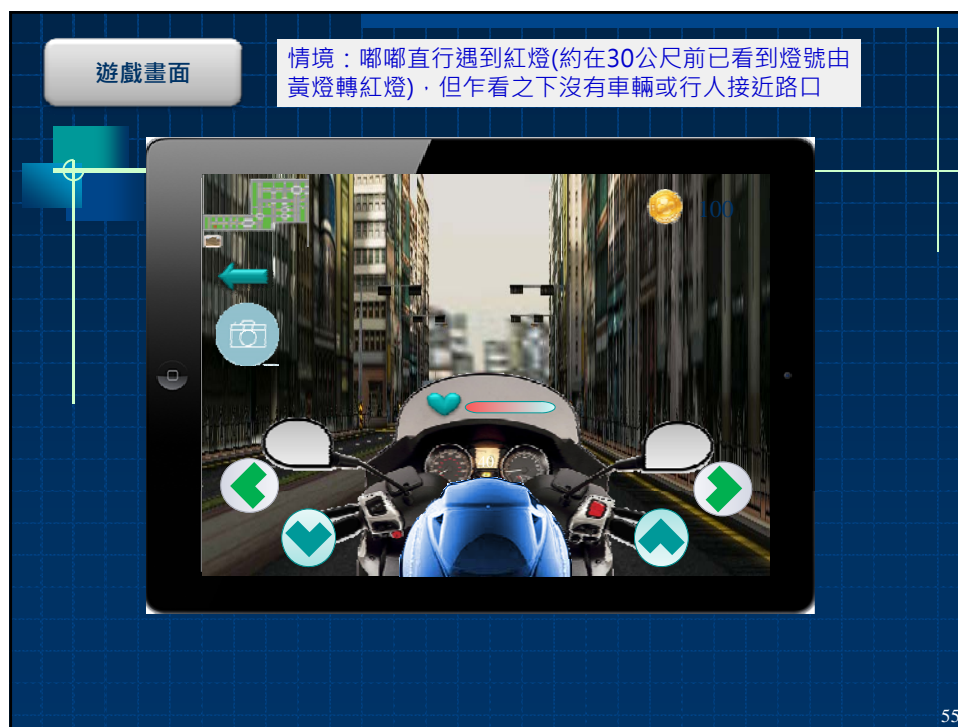 遊戲畫面
情境：嘟嘟直行遇到紅燈(約在30公尺前已看到燈號由
黃燈轉紅燈)，但乍看之下沒有車輛或行人接近路口
100
55